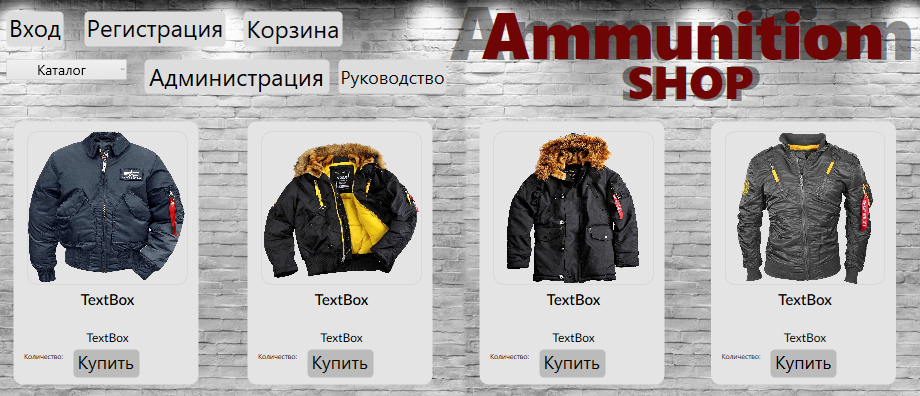 Вход Регистрация Корзина
Каталог Администрация Руководство
Ammunition
SHOP
TextBox TextBox TextBox TextBox
TextBox TextBox TextBox TextBox
Количество: Купить Количество: Купить Количество: Купить Количество: Купить